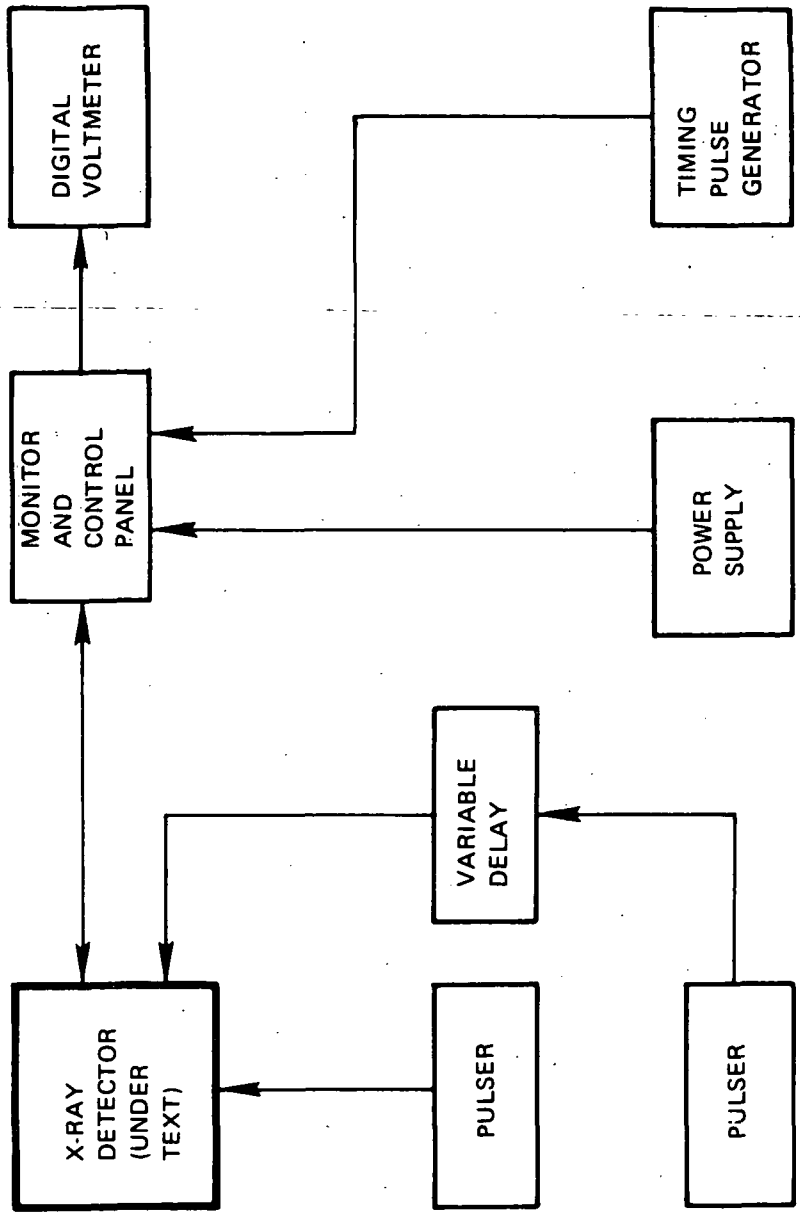 X-RAY
DETECTOR
(UNDER
TEXT)
MONITOR
AND
CONTROL
PANEL
DIGITAL
VOLTMETER
VARIABLE
DELAY
PULSER
PULSER
POWER
SUPPLY
TIMING
PULSE
GENERATOR